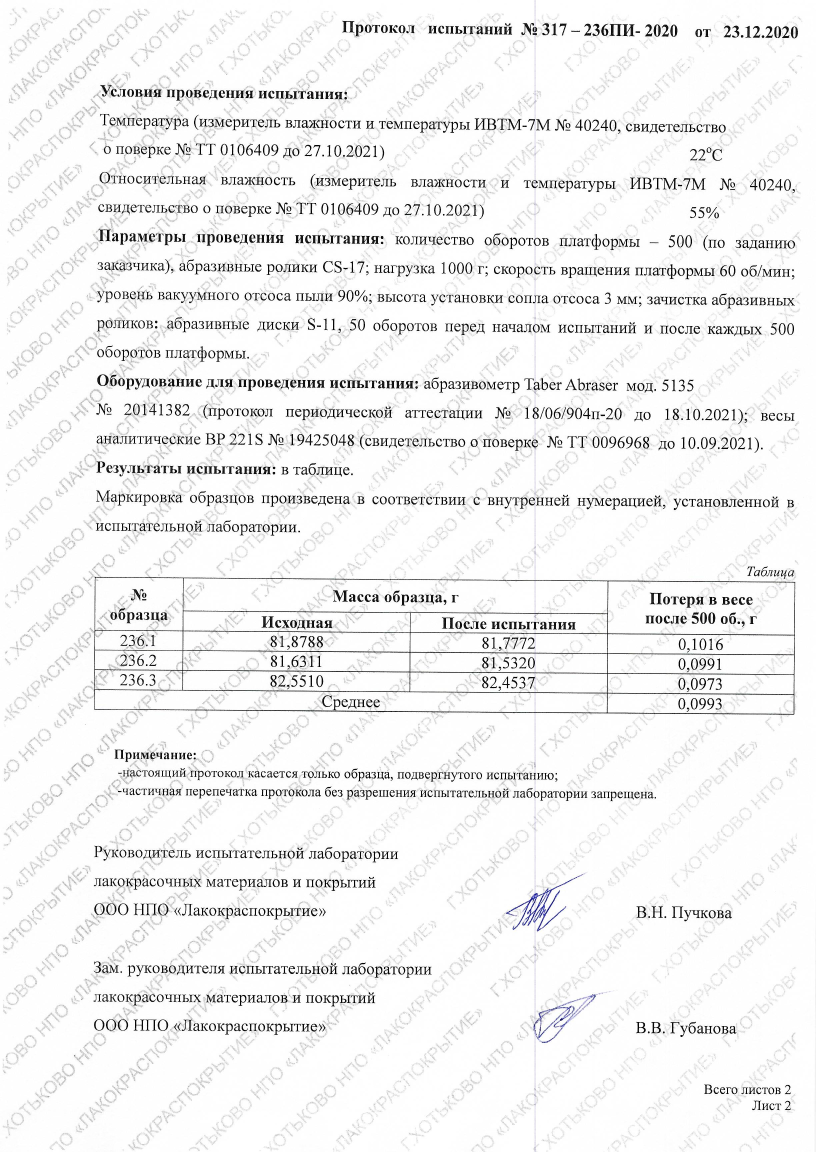 Протокол испытаний № 317 – 236ПИ- 2020 от 23.12.2020
Условия проведения испытания:
Температура (измеритель влажности и температуры ИВТМ-7М № 40240, свидетельство
о поверке № ТТ 0106409 до 27.10.2021) 22°С
Относительная влажность (измеритель влажности и температуры ИВТМ-7М № 40240,
свидетельство о поверке № ТТ 0106409 до 27.10.2021) 55%
Параметры проведения испытания: количество оборотов платформы – 500 (по заданию
заказчика), абразивные ролики CS-17; нагрузка 1000 г; скорость вращения платформы 60 об/мин;
уровень вакуумного отсоса пыли 90%; высота установки сопла отсоса 3 мм; зачистка абразивных
роликов: абразивные диски S-11, 50 оборотов перед началом испытаний и после каждых 500
оборотов платформы.
Оборудование для проведения испытания: абразивометр Taber Abraser мод. 5135
№ 20141382 (протокол периодической аттестации № 18/06/904п-20 до 18.10.2021); весы
аналитические ВР 221S № 19425048 (свидетельство о поверке № ТТ 0096968 до 10.09.2021).
Результаты испытания: в таблице.
Маркировка образцов произведена в соответствии с внутренней нумерацией, установленной в
испытательной лаборатории.
Таблица
№ образца Масса образца, г Потеря в весе после 500 об., г
Исходная После испытания
236.1 81,8788 81,7772 0,1016
236.2 81,6311 81,5320 0,0991
236.3 82,5510 82,4537 0,0973
Среднее 0,0993
Примечание:
-настоящий протокол касается только образца, подвергнутого испытанию;
-частичная перепечатка протокола без разрешения испытательной лаборатории запрещена.
Руководитель испытательной лаборатории
лакокрасочных материалов и покрытий
ООО НПО «Лакокраспокрытие» В.Н. Пучкова
Зам. руководителя испытательной лаборатории
лакокрасочных материалов и покрытий
ООО НПО «Лакокраспокрытие» В.В. Губанова
Всего листов 2
Лист 2
Г.ХОТЬКОВО НПО «ЛАКОКРАСПОКРЫТИЕ»